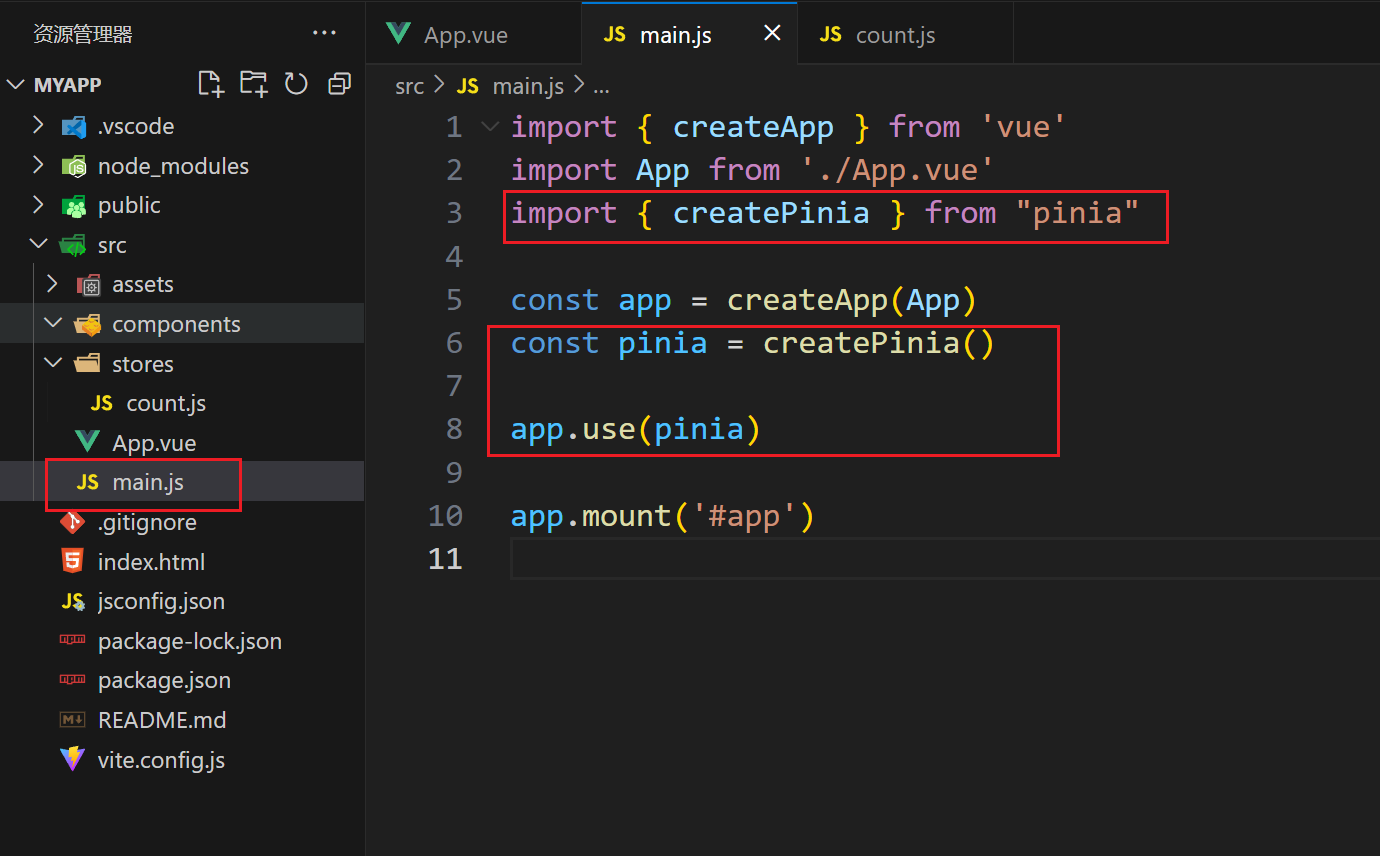 资源管理器 ···
MYAPP
.vscode
node_modules
public
src
assets
components
stores
JS count.js
App.vue
JS main.js
.gitignore
index.html
JS jsconfig.json
package-lock.json
package.json
M↓ README.md
vite.config.js
App.vue
JS main.js ×
JS count.js
src > JS main.js > ...
1 import { createApp } from 'vue'
2 import App from './App.vue'
3 import { createPinia } from "pinia"
4
5 const app = createApp(App)
6 const pinia = createPinia()
7
8 app.use(pinia)
9
10 app.mount('#app')
11